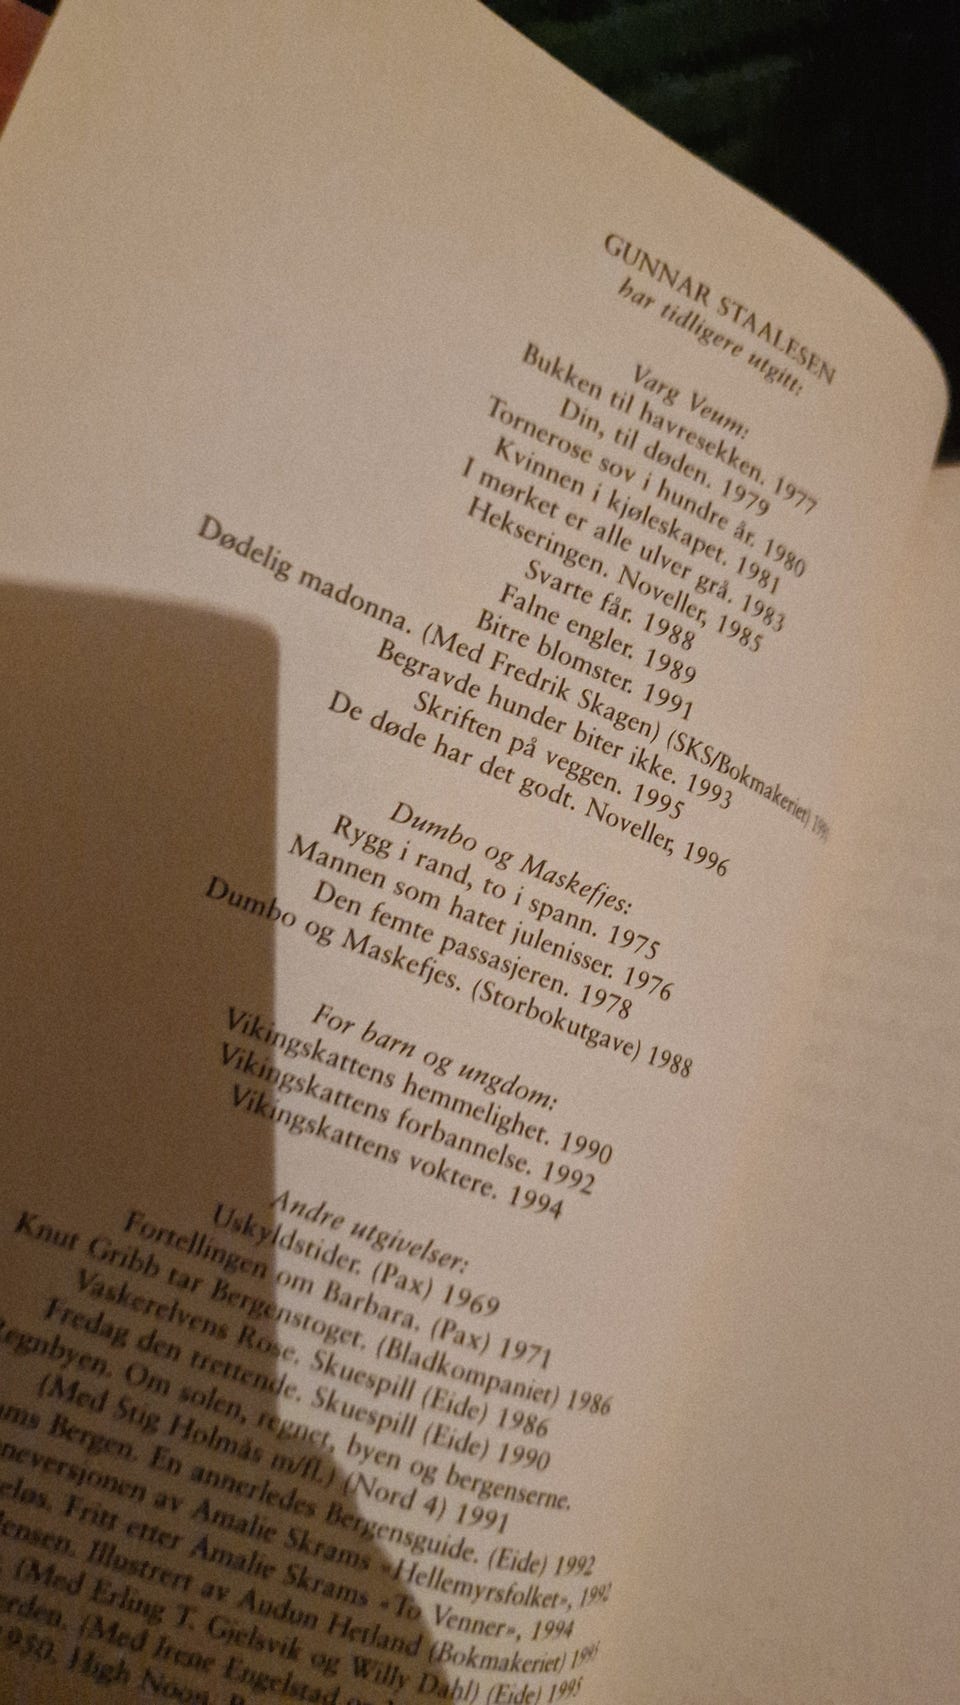 GUNNAR STAALESEN
har tidligere utgitt:
Varg Veum:
Bukken til havresekken. 1977
Din, til døden. 1979
Tornerose sov i hundre år. 1980
Kvinnen i kjøleskapet. 1981
I mørket er alle ulver grå. 1983
Hekseringen. Noveller, 1985
Svarte får. 1988
Falne engler. 1989
Bitre blomster. 1991
Dødelig madonna. (Med Fredrik Skagen) (SKS/Bokmakeriet)
Begravde hunder biter ikke. 1993
Skriften på veggen. 1995
De døde har det godt. Noveller, 1996
Dumbo og Maskefjes:
Rygg i rand, to i spann. 1975
Mannen som hatet julenisser. 1976
Den femte passasjeren. 1978
Dumbo og Maskefjes. (Storbokutgave) 1988
For barn og ungdom:
Vikingskattens hemmelighet. 1990
Vikingskattens forbannelse. 1992
Vikingskattens voktere. 1994
Andre utgivelser:
Uskyldstider. (Pax) 1969
Fortellingen om Barbara. (Pax) 1971
Knut Gribb tar Bergenstoget. (Bladkompaniet) 1986
Vaskerelvens Rose. Skuespill (Eide) 1986
Fredag den trettende. Skuespill (Eide) 1990
Regnbyen. Om solen, regnet, byen og bergenserne.
(Med Stig Holmås m/fl.) (Nord 4) 1991
Bergen. En annerledes Bergensguide. (Eide) 1992
av Amalie Skrams «Hellemyrsfolket»,
Fritt etter Amalie Skrams «To Venner», 1994
Illustrert av Audun Hetland (Bokmakeriet)
(Med Erling T. Gjelsvik og Willy Dahl) (Eide) 1995
(Med Irene Engelstad
1950. High Noon.